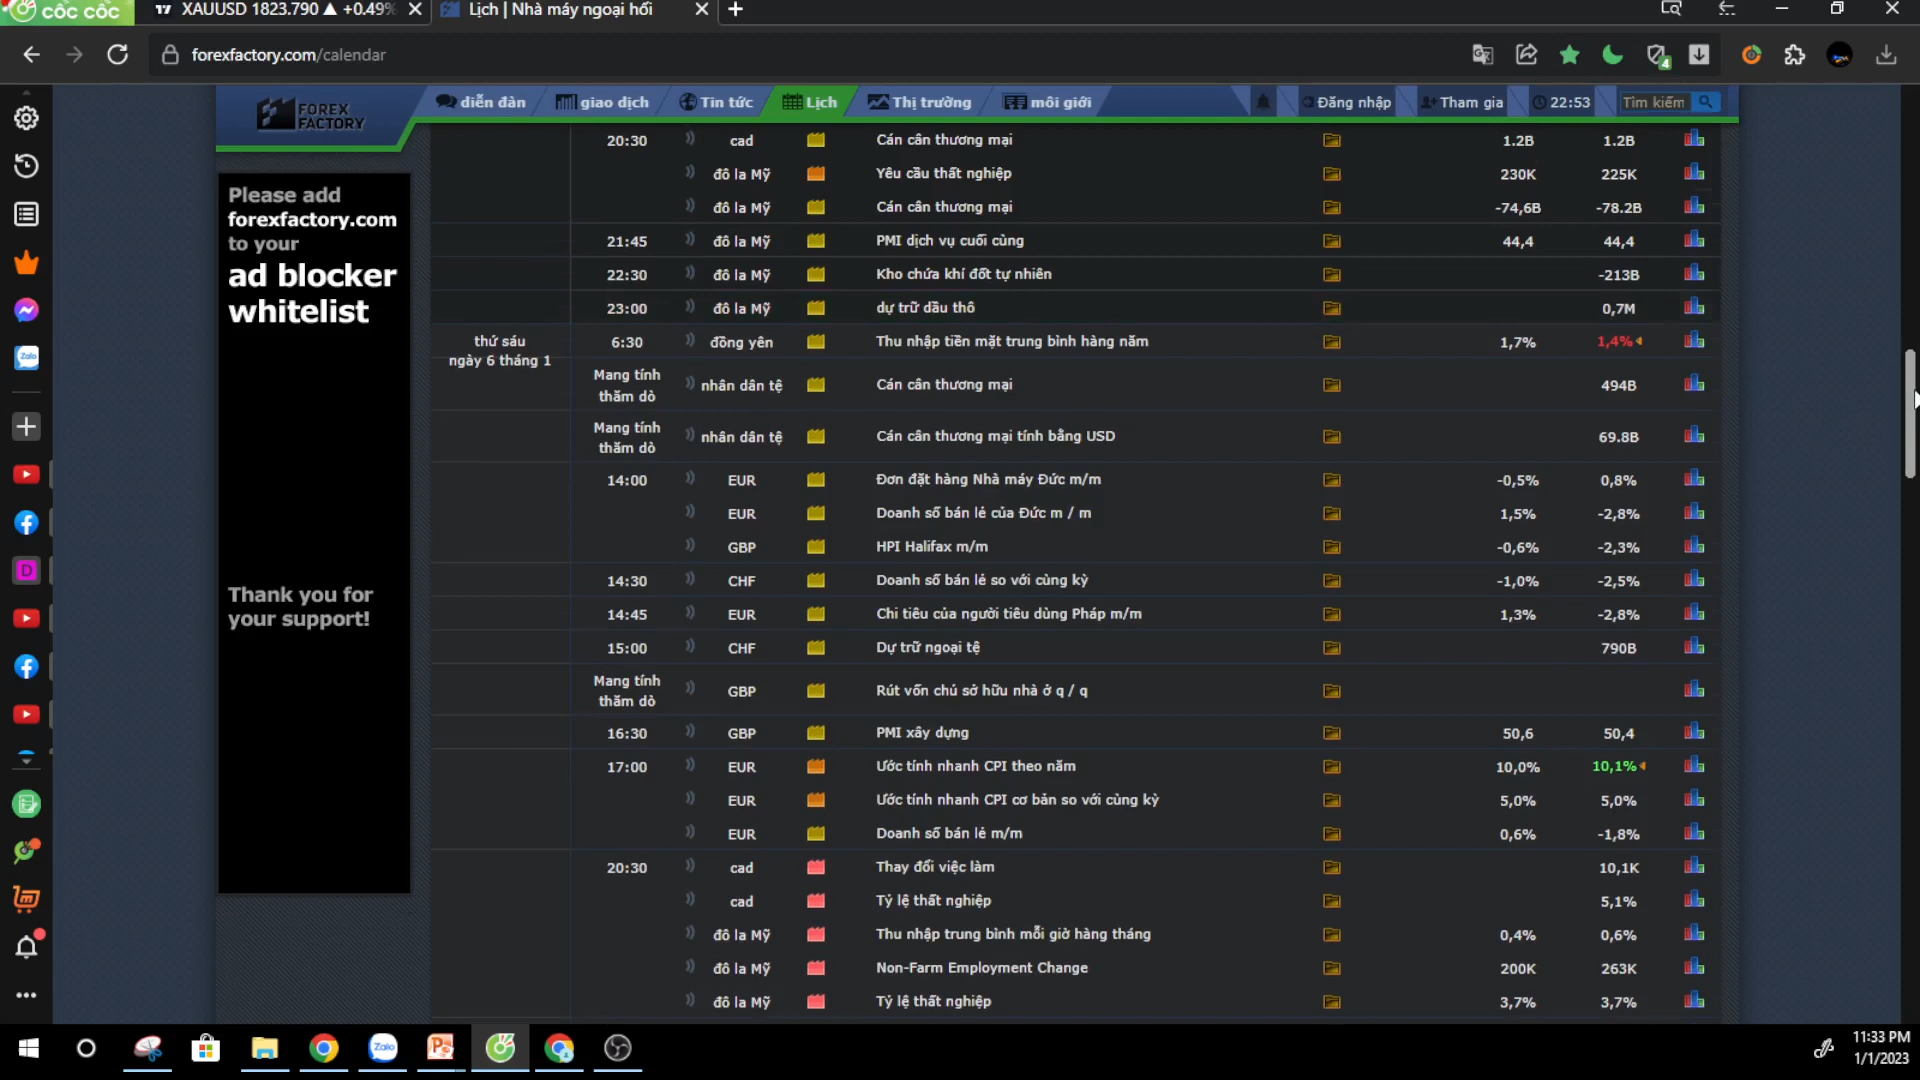 cốc cốc
XAUUSD 1823.790 ▲ +0.49%
Lịch | Nhà máy ngoại hối
forexfactory.com/calendar
4
FOREX FACTORY
diễn đàn
giao dịch
Tin tức
Lịch
Thị trường
môi giới
Đăng nhập
Tham gia
22:53
Tìm kiếm
20:30 cad Cán cân thương mại 1.2B 1.2B
đô la Mỹ Yêu cầu thất nghiệp 230K 225K
đô la Mỹ Cán cân thương mại -74,6B -78.2B
21:45 đô la Mỹ PMI dịch vụ cuối cùng 44,4 44,4
22:30 đô la Mỹ Kho chứa khí đốt tự nhiên -213B
23:00 đô la Mỹ dự trữ dầu thô 0,7M
thứ sáu
ngày 6 tháng 1
6:30 đồng yên Thu nhập tiền mặt trung bình hàng năm 1,7% 1,4%
Mang tính
thăm dò
nhân dân tệ Cán cân thương mại 494B
Mang tính
thăm dò
nhân dân tệ Cán cân thương mại tính bằng USD 69.8B
14:00 EUR Đơn đặt hàng Nhà máy Đức m/m -0,5% 0,8%
EUR Doanh số bán lẻ của Đức m / m 1,5% -2,8%
GBP HPI Halifax m/m -0,6% -2,3%
14:30 CHF Doanh số bán lẻ so với cùng kỳ -1,0% -2,5%
14:45 EUR Chi tiêu của người tiêu dùng Pháp m/m 1,3% -2,8%
15:00 CHF Dự trữ ngoại tệ 790B
Mang tính
thăm dò
GBP Rút vốn chủ sở hữu nhà ở q / q
16:30 GBP PMI xây dựng 50,6 50,4
17:00 EUR Ước tính nhanh CPI theo năm 10,0% 10,1%
EUR Ước tính nhanh CPI cơ bản so với cùng kỳ 5,0% 5,0%
EUR Doanh số bán lẻ m/m 0,6% -1,8%
20:30 cad Thay đổi việc làm 10,1K
cad Tỷ lệ thất nghiệp 5,1%
đô la Mỹ Thu nhập trung bình mỗi giờ hàng tháng 0,4% 0,6%
đô la Mỹ Non-Farm Employment Change 200K 263K
đô la Mỹ Tỷ lệ thất nghiệp 3,7% 3,7%
Please add
forexfactory.com
to your
ad blocker
whitelist
Thank you for
your support!
Zalo
D
Zalo
11:33 PM
1/1/2023